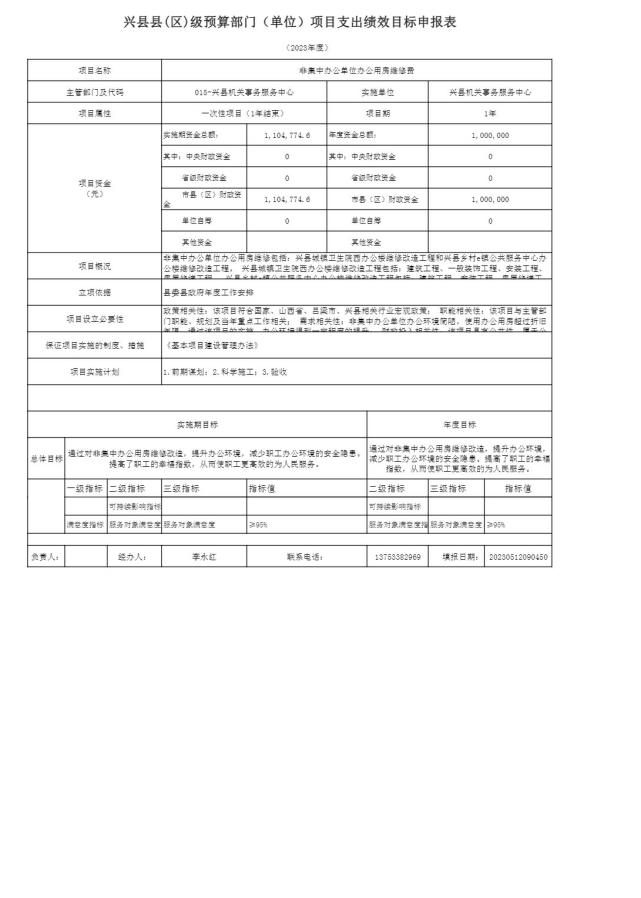 兴县县(区)级预算部门（单位）项目支出绩效目标申报表
（2023年度）
项目名称 非集中办公单位办公用房维修费
主管部门及代码 015-兴县机关事务服务中心 实施单位 兴县机关事务服务中心
项目属性 一次性项目（1年结束） 项目期 1年
项目资金
（元）
实施期资金总额: 1,104,774.6 年度资金总额: 1,000,000
其中：中央财政资金 0 其中：中央财政资金 0
省级财政资金 0 省级财政资金 0
市县（区）财政资金 1,104,774.6 市县（区）财政资金 1,000,000
单位自筹 0 单位自筹 0
其他资金 其他资金
项目概况
非集中办公单位办公用房维修包括：兴县城镇卫生院西办公楼维修改造工程和兴县乡村e镇公共服务中心办
公楼维修改造工程， 兴县城镇卫生院西办公楼维修改造工程包括：建筑工程、一般装饰工程、安装工程、
立项依据 县委县政府年度工作安排
项目设立必要性
政策相关性：该项目符合国家、山西省、吕梁市、兴县相关行业宏观政策； 职能相关性：该项目与主管部
门职能、规划及当年重点工作相关； 需求相关性：非集中办公单位办公环境简陋，使用办公用房超过折旧
保证项目实施的制度、措施 《基本项目建设管理办法》
项目实施计划 1.前期谋划；2.科学施工；3.验收
实施期目标 年度目标
总体目标
通过对非集中办公用房维修改造，提升办公环境，减少职工办公环境的安全隐患，
提高了职工的幸福指数，从而使职工更高效的为人民服务。
通过对非集中办公用房维修改造，提升办公环境，
减少职工办公环境的安全隐患、提高了职工的幸福
指数，从而使职工更高效的为人民服务。
一级指标 二级指标 三级指标 指标值 二级指标 三级指标 指标值
可持续影响指标 可持续影响指标
满意度指标 服务对象满意度 服务对象满意度 ≥95% 服务对象满意度指 服务对象满意度 ≥95%
负责人： 经办人： 李永红 联系电话： 13753382969 填报日期： 20230512090450